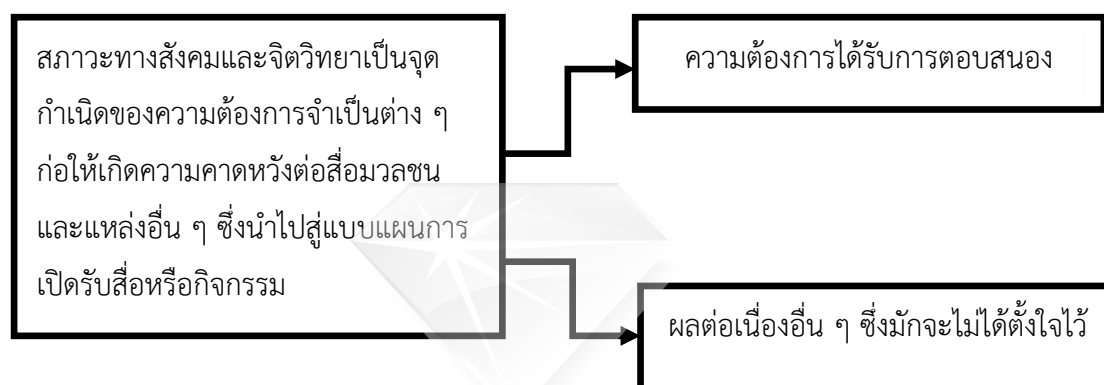 สภาวะทางสังคมและจิตวิทยาเป็นจุด
กำเนิดของความต้องการจำเป็นต่าง ๆ
ก่อให้เกิดความคาดหวังต่อสื่อมวลชน
และแหล่งอื่น ๆ ซึ่งนำไปสู่แบบแผนการ
เปิดรับสื่อหรือกิจกรรม
ความต้องการได้รับการตอบสนอง
ผลต่อเนื่องอื่น ๆ ซึ่งมักจะไม่ได้ตั้งใจไว้